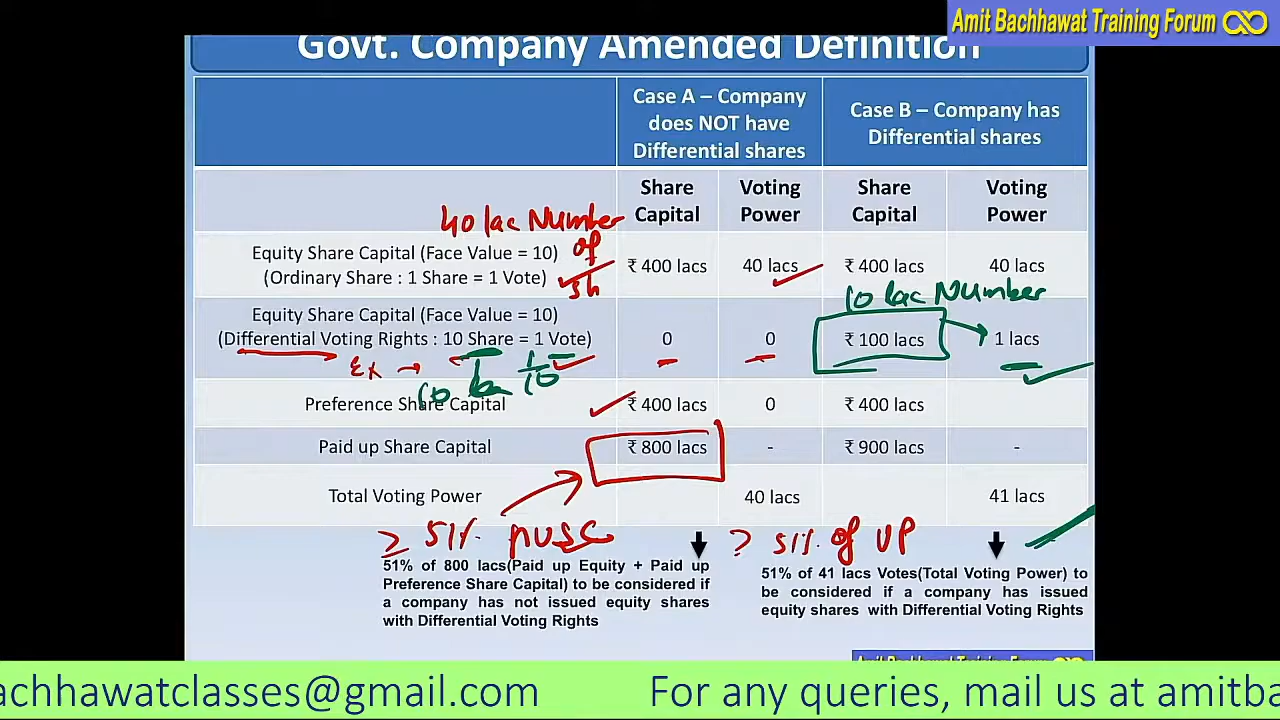 Amit Bachhawat Training Forum
Govt. Company Amended Definition
Case A – Company
does NOT have
Differential shares
Case B – Company has
Differential shares
Share
Capital
Voting
Power
Share
Capital
Voting
Power
40 lac Number
of
sh
Equity Share Capital (Face Value = 10)
(Ordinary Share : 1 Share = 1 Vote)
₹ 400 lacs
40 lacs
₹ 400 lacs
40 lacs
10 lac Number
Equity Share Capital (Face Value = 10)
(Differential Voting Rights : 10 Share = 1 Vote)
0
0
₹ 100 lacs
1 lacs
Ex → 1/10
10 lac
Preference Share Capital
₹ 400 lacs
0
₹ 400 lacs
Paid up Share Capital
₹ 800 lacs
-
₹ 900 lacs
-
Total Voting Power
40 lacs
41 lacs
≥ 51% PUSC
≥ 51% of VP
51% of 800 lacs(Paid up Equity + Paid up
Preference Share Capital) to be considered if
a company has not issued equity shares
with Differential Voting Rights
51% of 41 lacs Votes(Total Voting Power) to
be considered if a company has issued
equity shares with Differential Voting Rights
Amit Bachhawat Training Forum
achhawatclasses@gmail.com For any queries, mail us at amitba